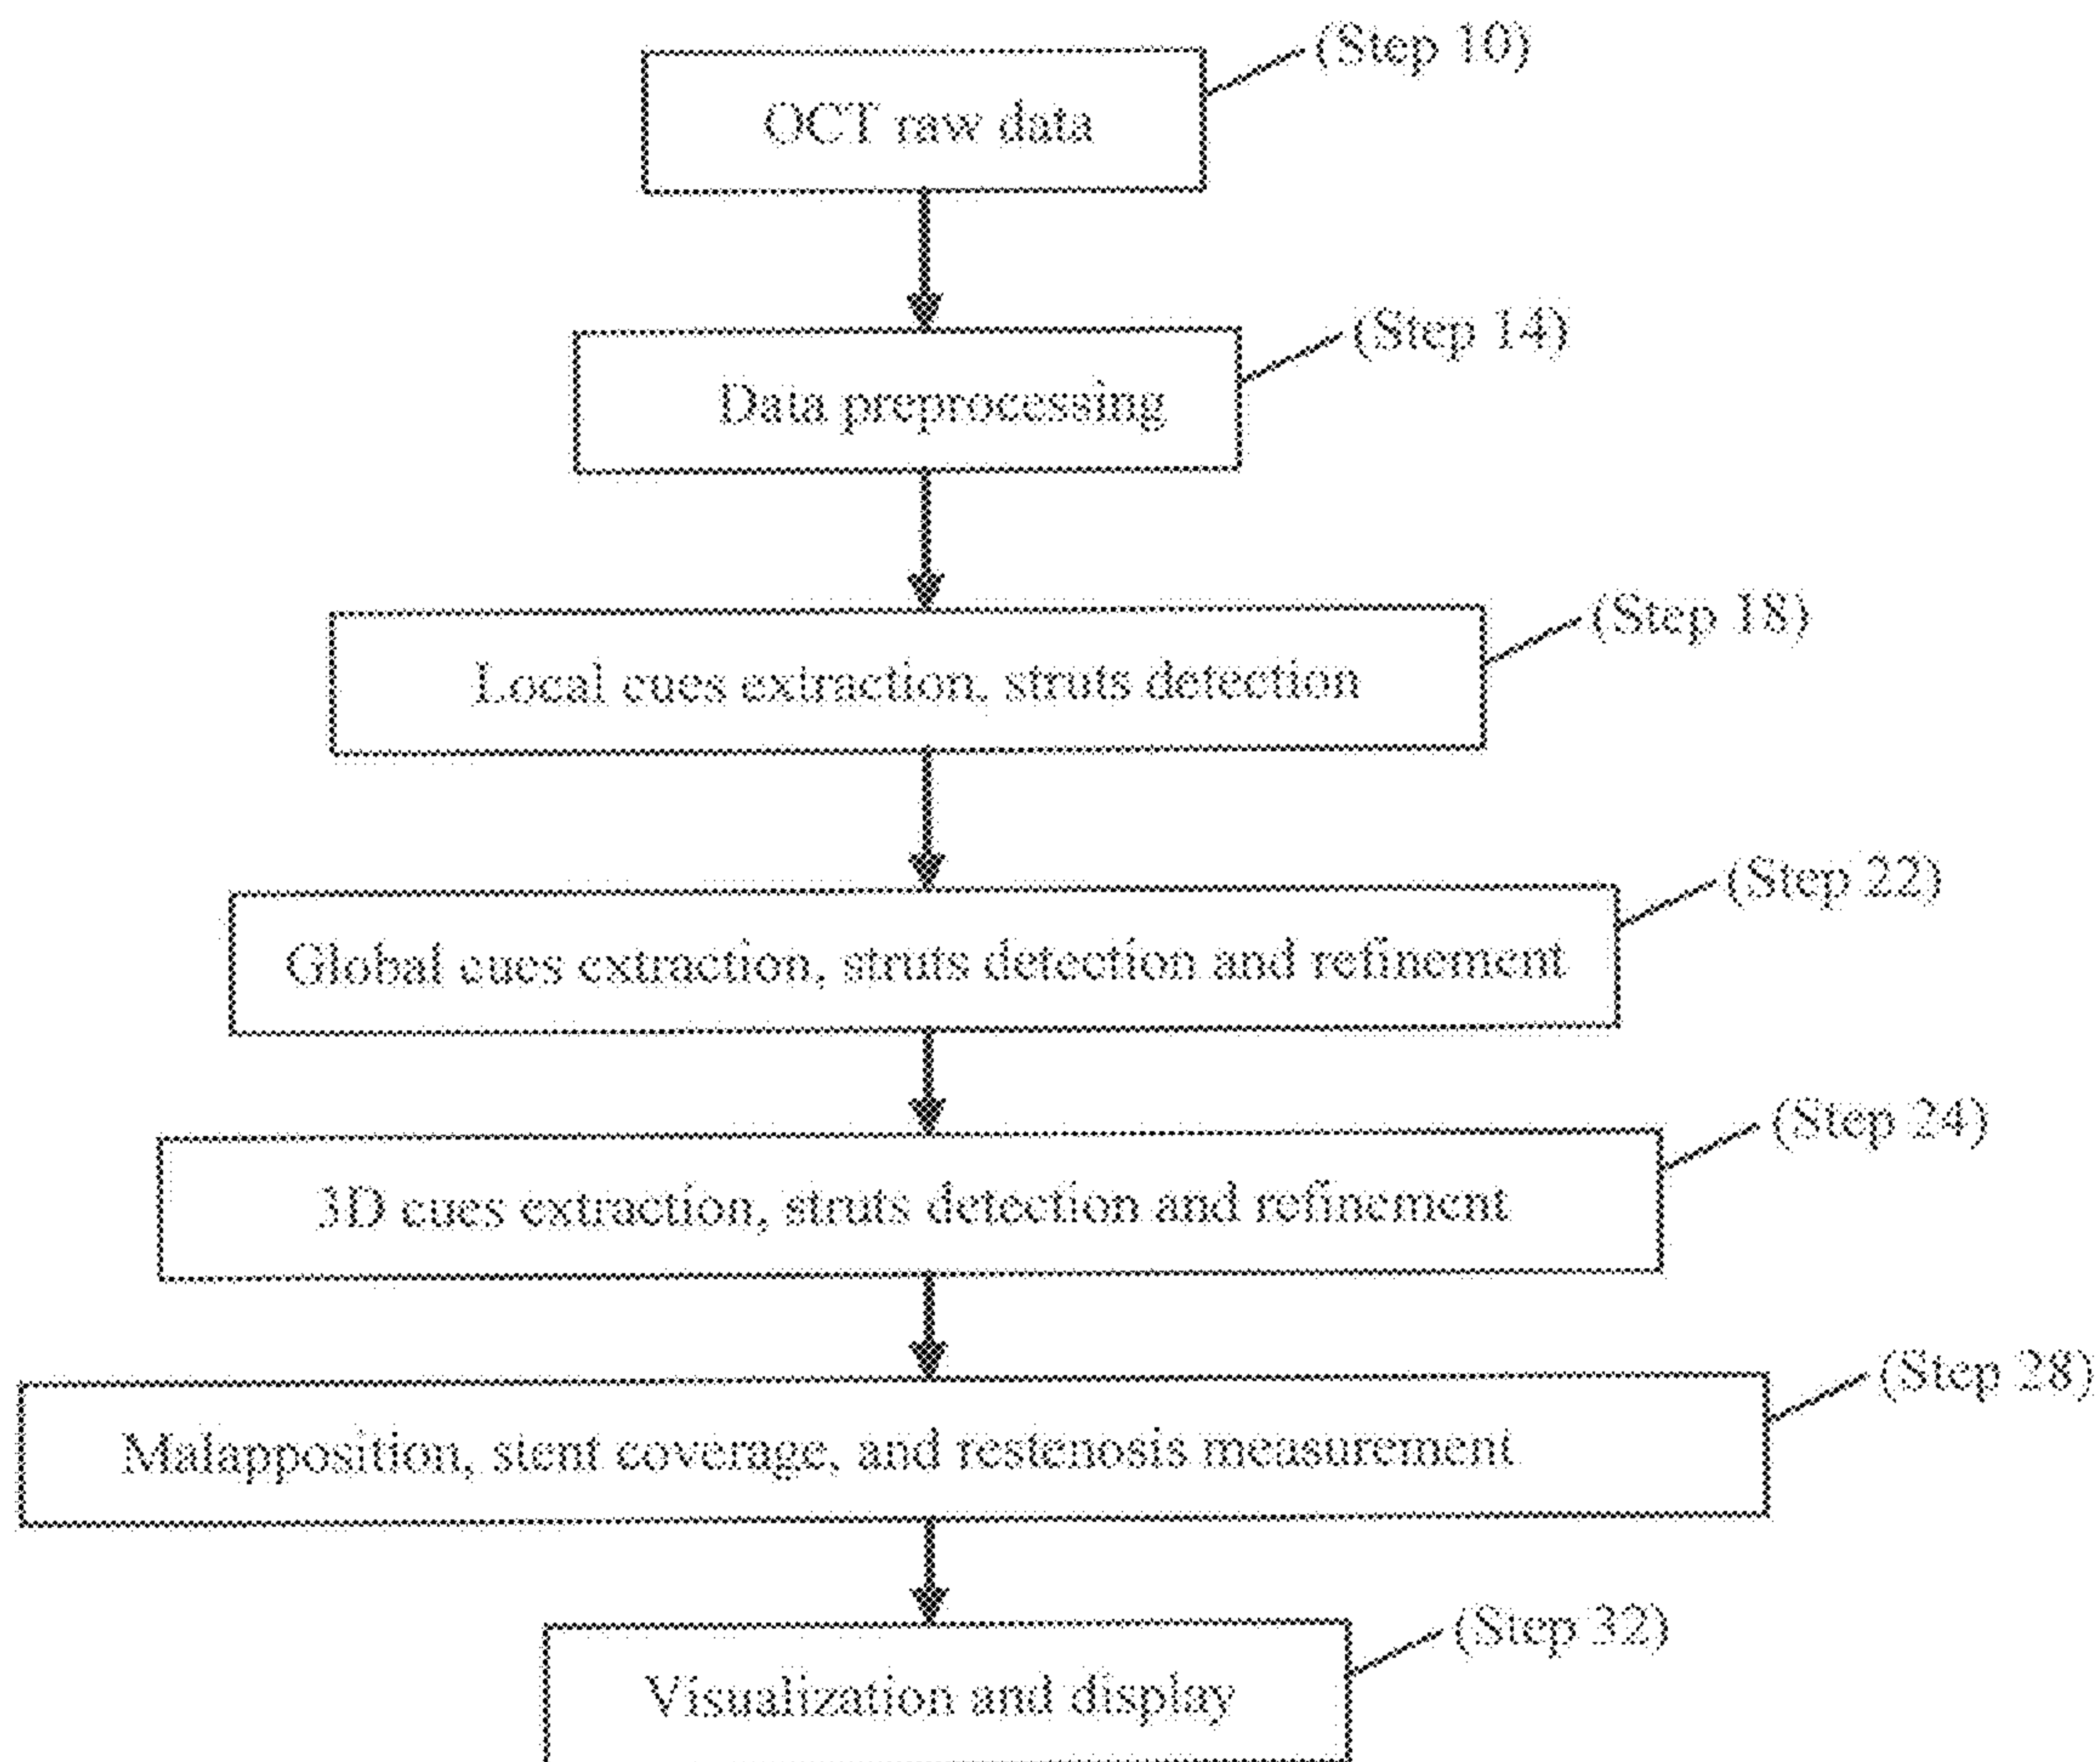 (Step 10)
OCT raw data
(Step 14)
Data preprocessing
(Step 18)
Local cues extraction, struts detection
(Step 22)
Global cues extraction, struts detection and refinement
(Step 24)
3D cues extraction, struts detection and refinement
(Step 28)
Malapposition, stent coverage, and restenosis measurement
(Step 32)
Visualization and display